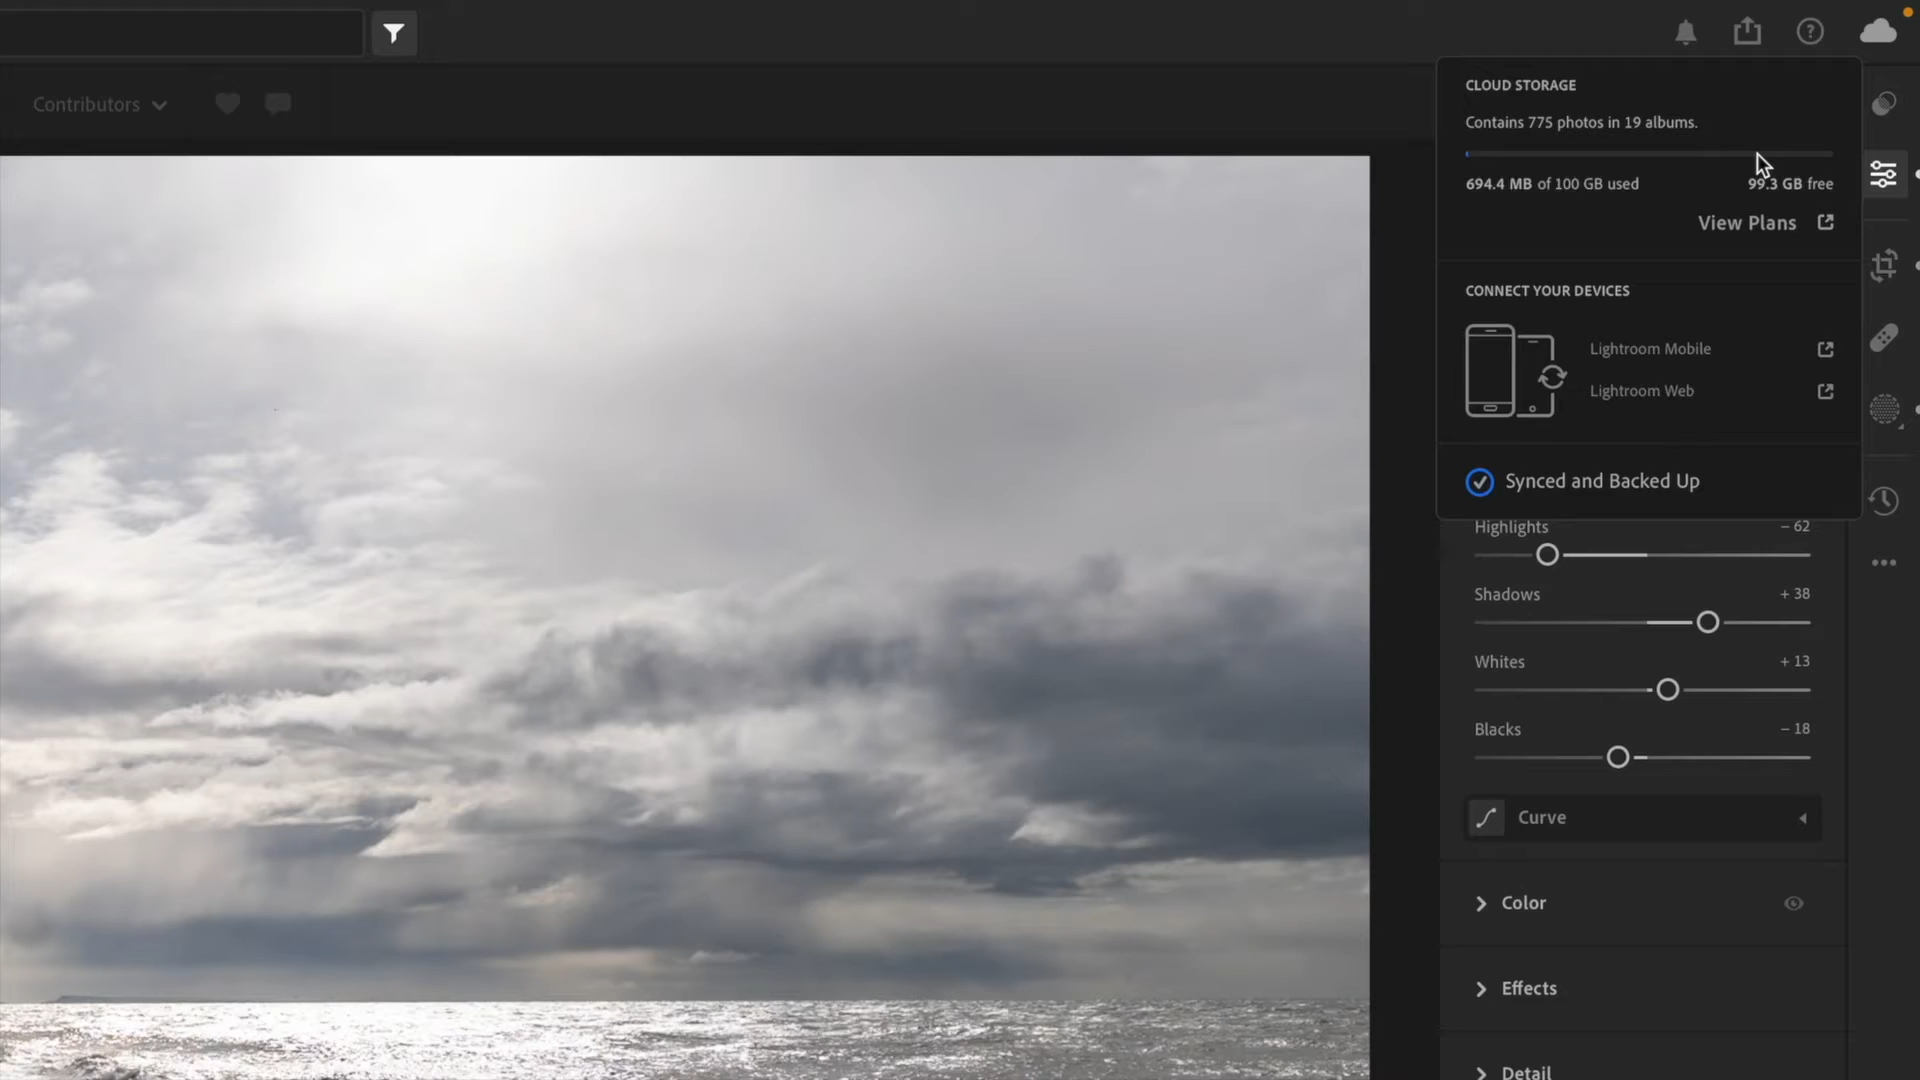 Contributors
CLOUD STORAGE
Contains 775 photos in 19 albums.
694.4 MB of 100 GB used
99.3 GB free
View Plans
CONNECT YOUR DEVICES
Lightroom Mobile
Lightroom Web
Synced and Backed Up
Highlights − 62
Shadows + 38
Whites + 13
Blacks − 18
Curve
Color
Effects
Detail